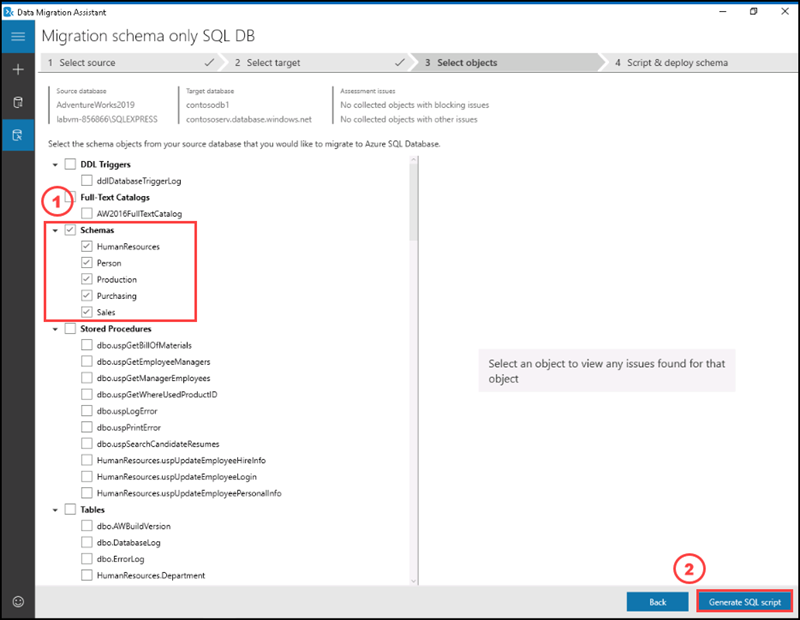 Data Migration Assistant
Migration schema only SQL DB
1 Select source 2 Select target 3 Select objects 4 Script & deploy schema
Source database Target database Assessment issues
AdventureWorks2019 contosodb1 No collected objects with blocking issues
labvm-856866\SQLEXPRESS contososerv.database.windows.net No collected objects with other issues
Select the schema objects from your source database that you would like to migrate to Azure SQL Database.
DDL Triggers
ddlDatabaseTriggerLog
1 Full-Text Catalogs
AW2016FullTextCatalog
Schemas
HumanResources
Person
Production
Purchasing
Sales
Stored Procedures
dbo.uspGetBillOfMaterials
dbo.uspGetEmployeeManagers
dbo.uspGetManagerEmployees
dbo.uspGetWhereUsedProductID
dbo.uspLogError
dbo.uspPrintError
dbo.uspSearchCandidateResumes
HumanResources.uspUpdateEmployeeHireInfo
HumanResources.uspUpdateEmployeeLogin
HumanResources.uspUpdateEmployeePersonalInfo
Tables
dbo.AWBuildVersion
dbo.DatabaseLog
dbo.ErrorLog
HumanResources.Department
Select an object to view any issues found for that
object
2
Back Generate SQL script